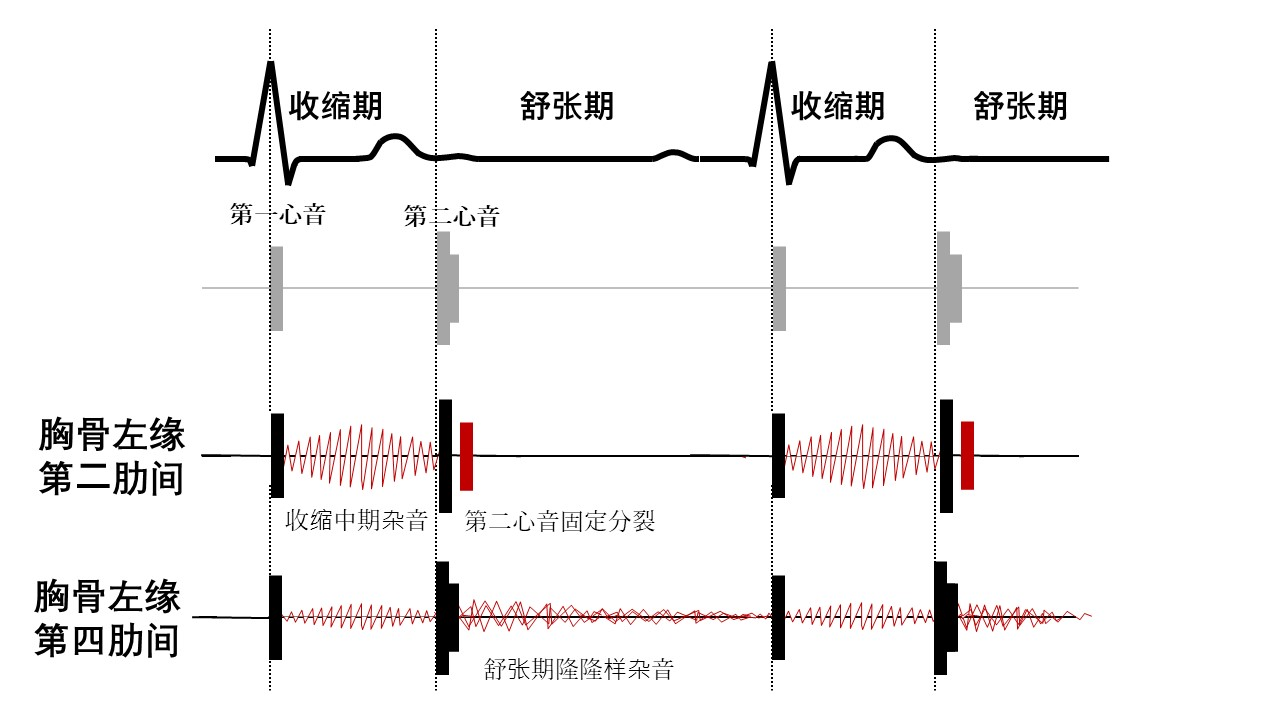 收缩期
舒张期
收缩期
舒张期
第一心音
第二心音
胸骨左缘
第二肋间
收缩中期杂音
第二心音固定分裂
胸骨左缘
第四肋间
舒张期隆隆样杂音